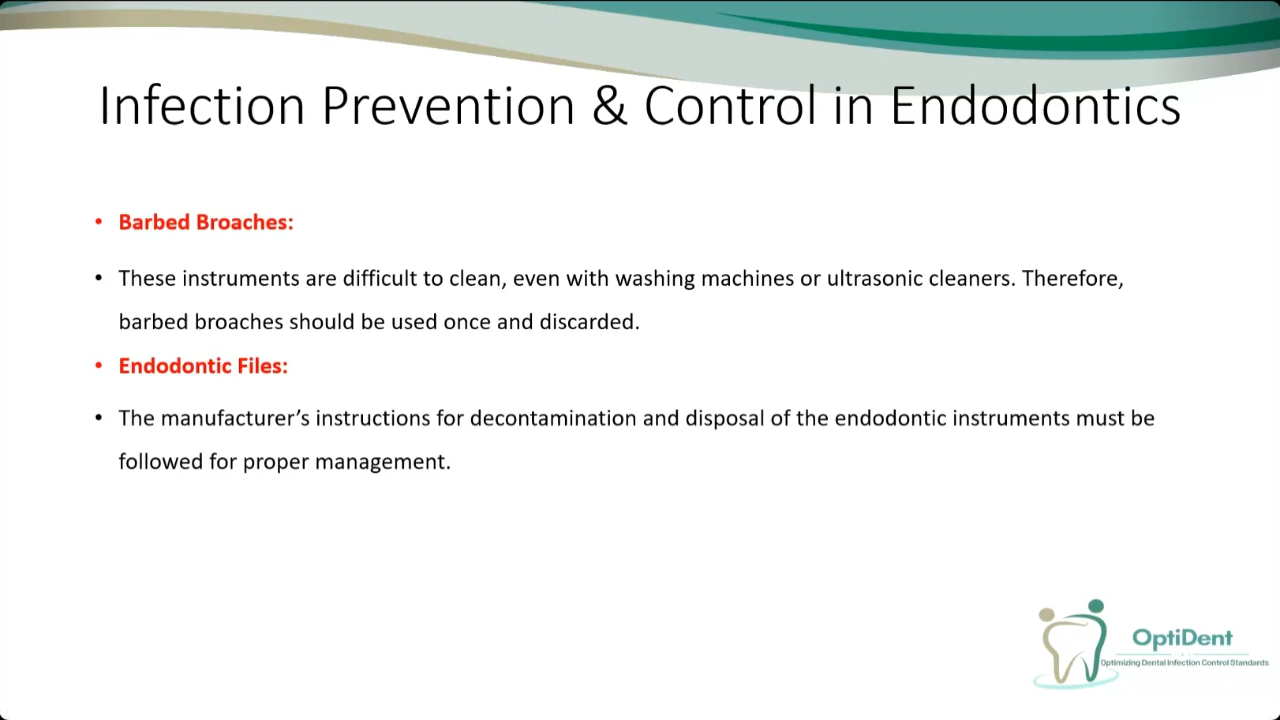 Infection Prevention & Control in Endodontics
• Barbed Broaches:
• These instruments are difficult to clean, even with washing machines or ultrasonic cleaners. Therefore,
barbed broaches should be used once and discarded.
• Endodontic Files:
• The manufacturer’s instructions for decontamination and disposal of the endodontic instruments must be
followed for proper management.
OptiDent
Optimizing Dental Infection Control Standards